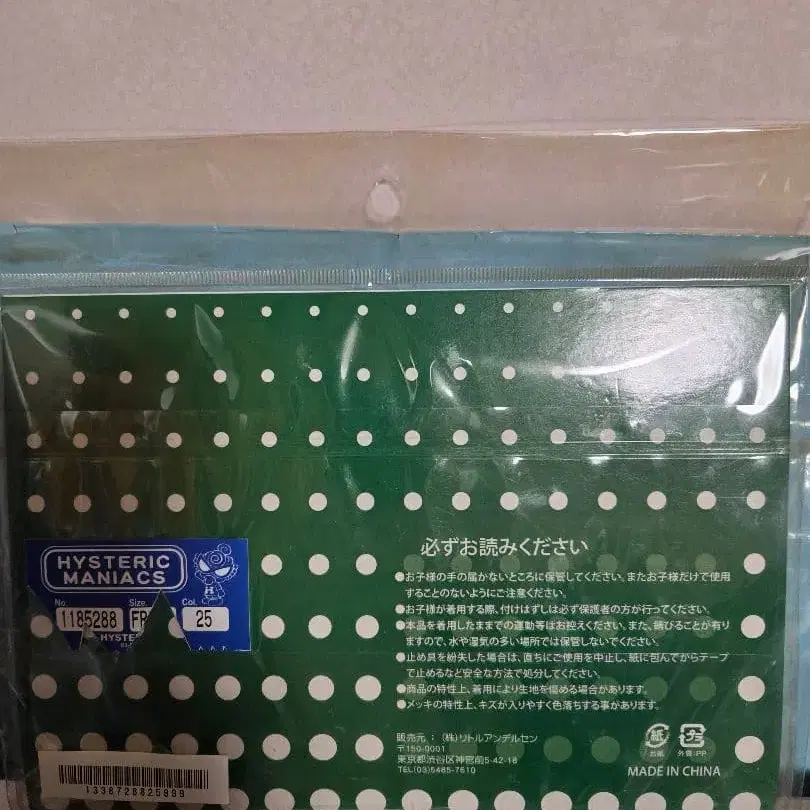 HYSTERIC
MANIACS
No. Size. Col.
1185288 FR 25
HYSTE
必ずお読みください
●お子様の手の届かないところに保管してください。またお子様だけで使用
することのないようにご注意ください。
●お子様が着用する際、付けはずしは必ず保護者の方が行ってください。
●本品を着用したままでの運動等はお控えください。また、錆びることが有り
ますので、水や湿気の多い場所では保管しないでください。
●止め具を紛失した場合は、直ちにご使用を中止し、紙に包んでからテープ
で止めるなど安全な方法で処分してください。
●商品の特性上、着用により生地を傷める場合があります。
●メッキの特性上、キズが入りやすく色落ちする事があります。
販売元:(株)リトルアンデルセン
〒150-0001
東京都渋谷区神宮前5-42-18
TEL(03)5485-7610
紙 プラ
台紙 外袋:PP
MADE IN CHINA
1336728825999